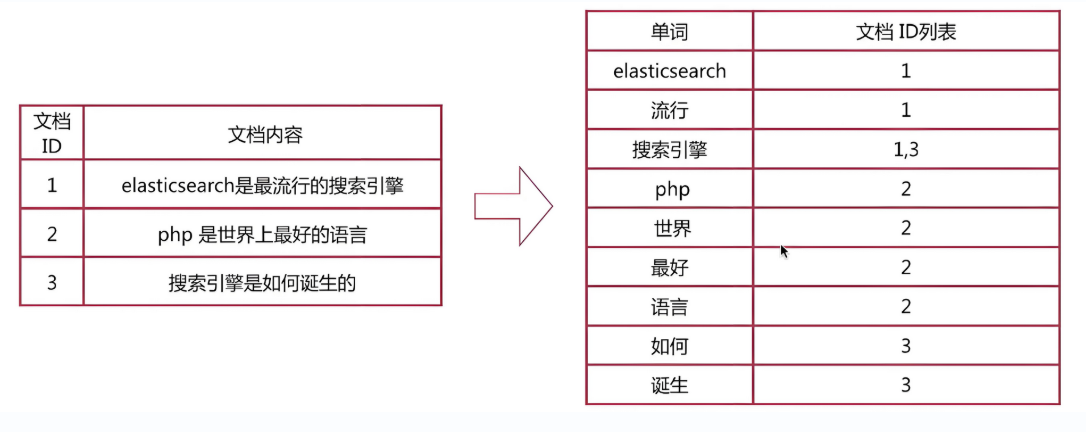 文档
ID
文档内容
1 elasticsearch是最流行的搜索引擎
2 php 是世界上最好的语言
3 搜索引擎是如何诞生的
单词 文档 ID列表
elasticsearch 1
流行 1
搜索引擎 1,3
php 2
世界 2
最好 2
语言 2
如何 3
诞生 3